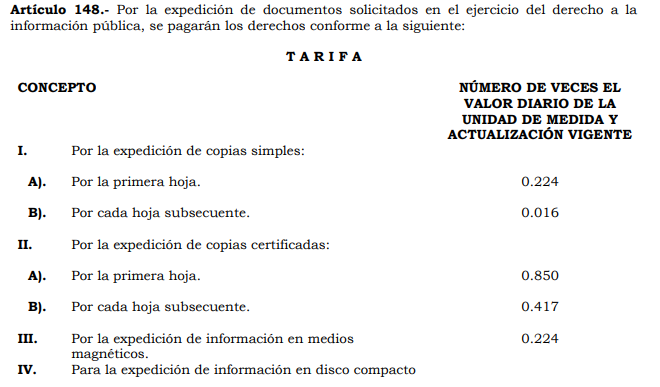 Artículo 148.- Por la expedición de documentos solicitados en el ejercicio del derecho a la
información pública, se pagarán los derechos conforme a la siguiente:
T A R I F A
CONCEPTO NÚMERO DE VECES EL
VALOR DIARIO DE LA
UNIDAD DE MEDIDA Y
ACTUALIZACIÓN VIGENTE
I. Por la expedición de copias simples:
A). Por la primera hoja. 0.224
B). Por cada hoja subsecuente. 0.016
II. Por la expedición de copias certificadas:
A). Por la primera hoja. 0.850
B). Por cada hoja subsecuente. 0.417
III. Por la expedición de información en medios 0.224
magnéticos.
IV. Para la expedición de información en disco compacto